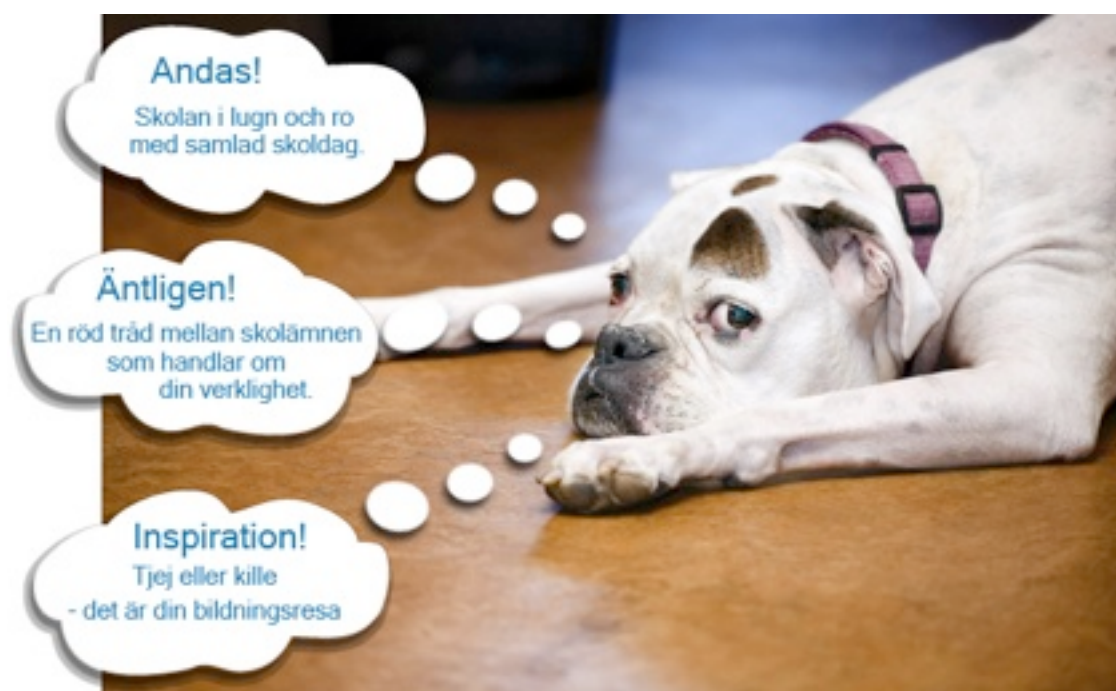 Andas!
Skolan i lugn och ro
med samlad skoldag.
Äntligen!
En röd tråd mellan skolämnen
som handlar om
din verklighet.
Inspiration!
Tjej eller kille
- det är din bildningsresa